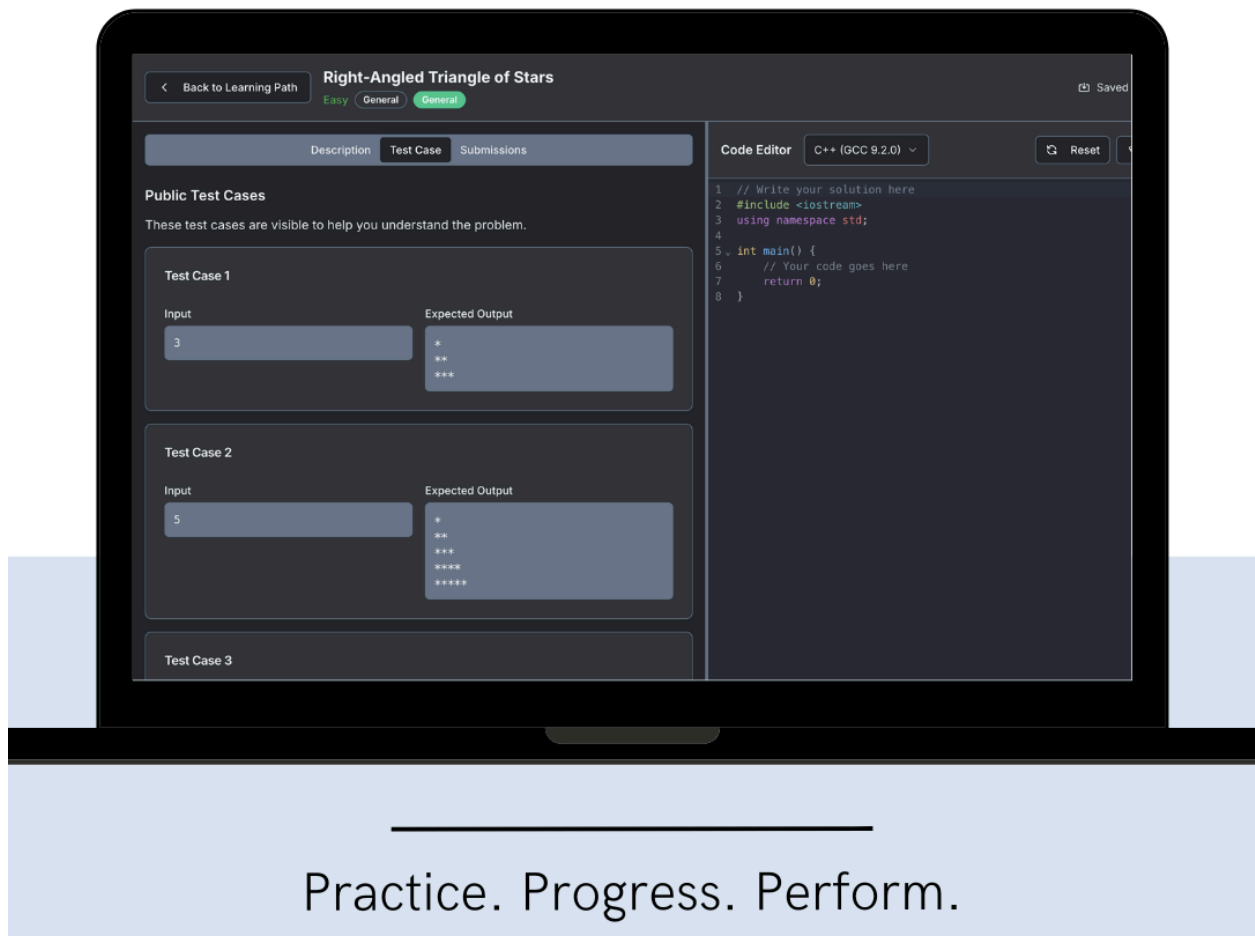 Back to Learning Path
Right-Angled Triangle of Stars
Easy General General
Saved
Description Test Case Submissions
Public Test Cases
These test cases are visible to help you understand the problem.
Test Case 1
Input Expected Output
3
*
**
***
Test Case 2
Input Expected Output
5
*
**
***
****
*****
Test Case 3
Code Editor C++ (GCC 9.2.0) Reset
1 // Write your solution here
2 #include <iostream>
3 using namespace std;
4
5 int main() {
6 // Your code goes here
7 return 0;
8 }
Practice. Progress. Perform.